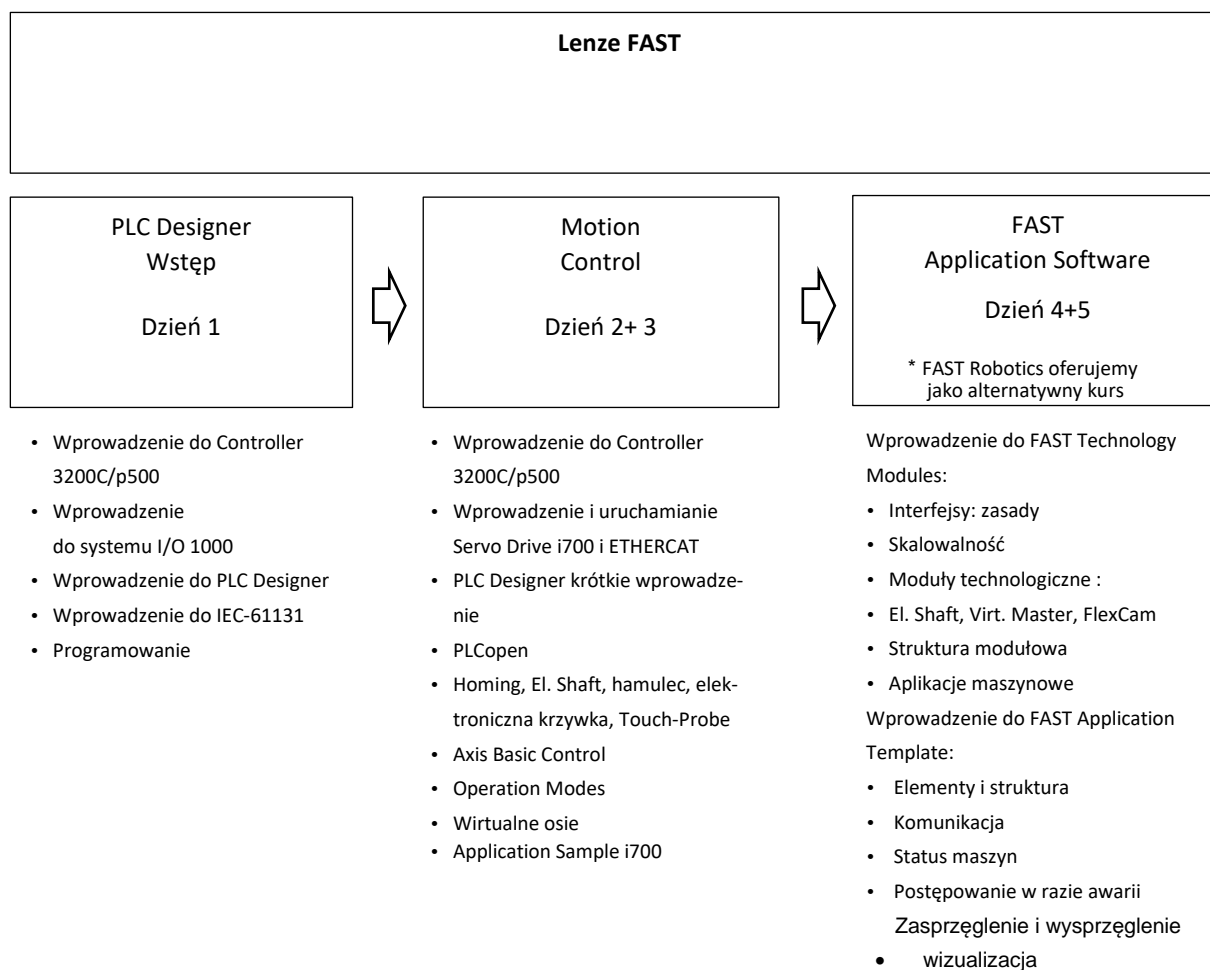 Lenze FAST
PLC Designer
Wstęp
Dzień 1
Motion
Control
Dzień 2+ 3
FAST
Application Software
Dzień 4+5
* FAST Robotics oferujemy
jako alternatywny kurs
• Wprowadzenie do Controller
3200C/p500
• Wprowadzenie
do systemu I/O 1000
• Wprowadzenie do PLC Designer
• Wprowadzenie do IEC-61131
• Programowanie
• Wprowadzenie do Controller
3200C/p500
• Wprowadzenie i uruchamianie
Servo Drive i700 i ETHERCAT
• PLC Designer krótkie wprowadze-
nie
• PLCopen
• Homing, El. Shaft, hamulec, elek-
troniczna krzywka, Touch-Probe
• Axis Basic Control
• Operation Modes
• Wirtualne osie
• Application Sample i700
Wprowadzenie do FAST Technology
Modules:
• Interfejsy: zasady
• Skalowalność
• Moduły technologiczne :
• El. Shaft, Virt. Master, FlexCam
• Struktura modułowa
• Aplikacje maszynowe
Wprowadzenie do FAST Application
Template:
• Elementy i struktura
• Komunikacja
• Status maszyn
• Postępowanie w razie awarii
Zasprzęglenie i wysprzęglenie
• wizualizacja